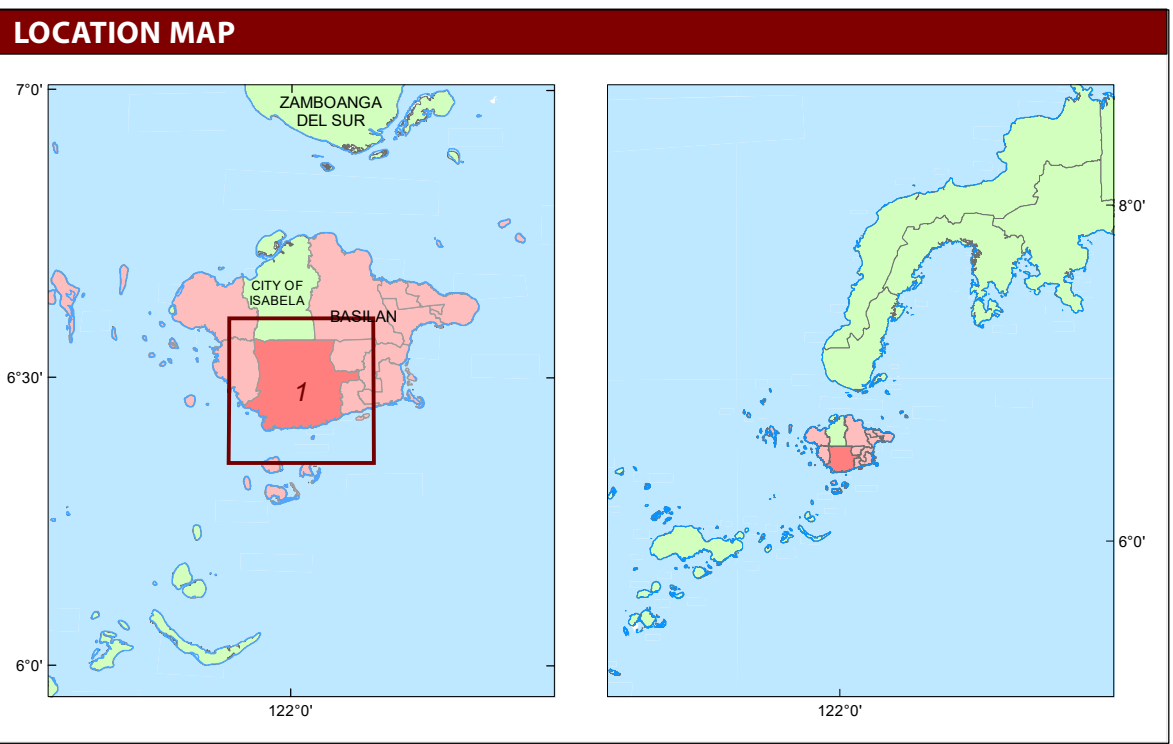 LOCATION MAP
7°0'
ZAMBOANGA
DEL SUR
CITY OF
ISABELA
BASILAN
6°30'
1
6°0'
122°0'
8°0'
6°0'
122°0'